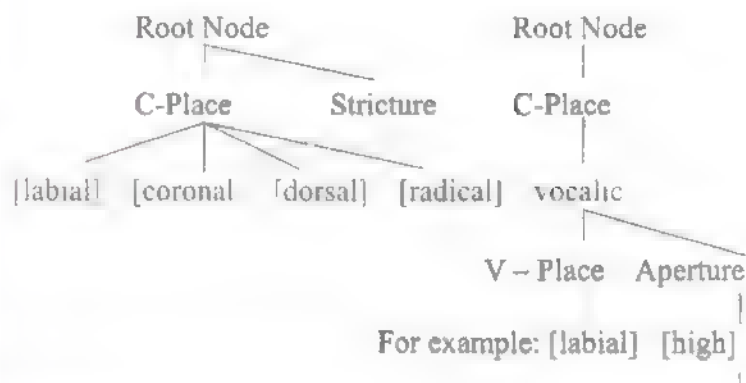 Root Node Root Node
C-Place Stricture C-Place
[labial] [coronal [dorsal] [radical] vocalic
V – Place Aperture
For example: [labial] [high]